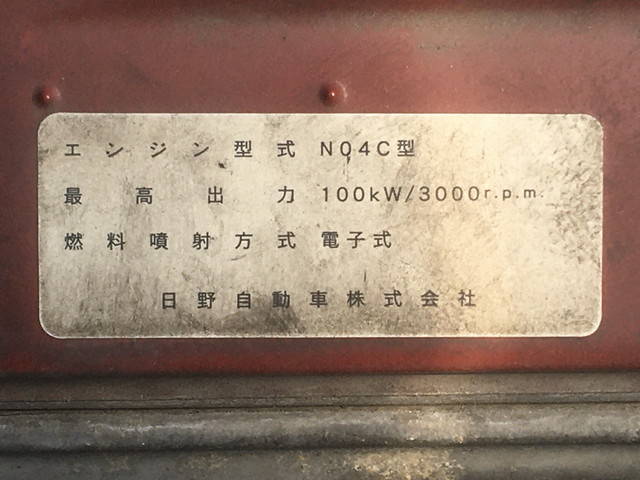 エンジン型式 N04C型
最高出力 100kW/3000r.p.m.
燃料噴射方式 電子式
日野自動車株式会社